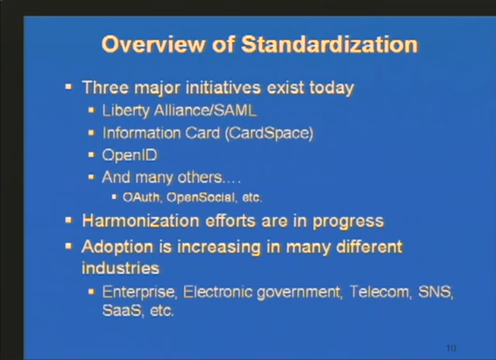 Overview of Standardization
Three major initiatives exist today
Liberty Alliance/SAML
Information Card (CardSpace)
OpenID
And many others....
OAuth, OpenSocial, etc.
Harmonization efforts are in progress
Adoption is increasing in many different
industries
Enterprise, Electronic government, Telecom, SNS,
SaaS, etc.
10